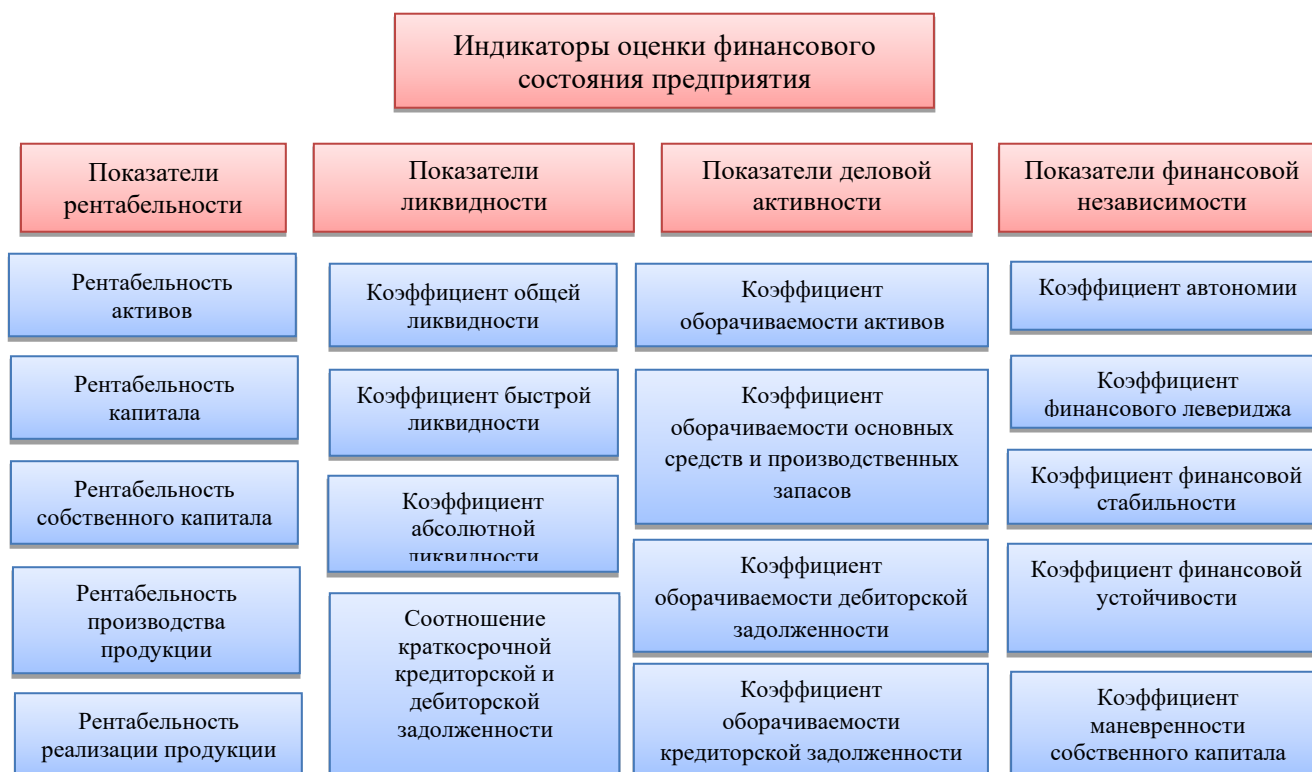 Индикаторы оценки финансового
состояния предприятия
Показатели
рентабельности
Рентабельность
активов
Рентабельность
капитала
Рентабельность
собственного капитала
Рентабельность
производства
продукции
Рентабельность
реализации продукции
Показатели
ликвидности
Коэффициент общей
ликвидности
Коэффициент быстрой
ликвидности
Коэффициент
абсолютной
ликвидности
Соотношение
краткосрочной
кредиторской и
дебиторской
задолженности
Показатели деловой
активности
Коэффициент
оборачиваемости активов
Коэффициент
оборачиваемости основных
средств и производственных
запасов
Коэффициент
оборачиваемости дебиторской
задолженности
Коэффициент
оборачиваемости
кредиторской задолженности
Показатели финансовой
независимости
Коэффициент автономии
Коэффициент
финансового левериджа
Коэффициент финансовой
стабильности
Коэффициент финансовой
устойчивости
Коэффициент
маневренности
собственного капитала